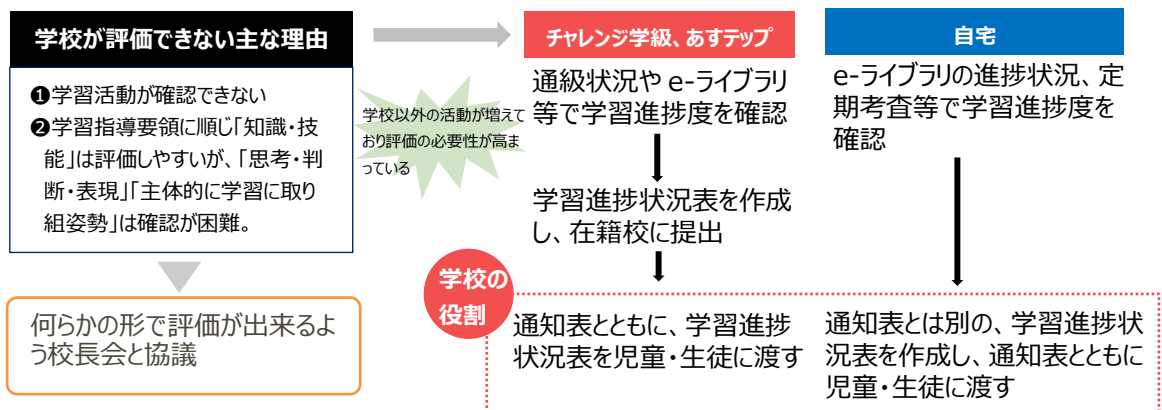 学校が評価できない主な理由
❶学習活動が確認できない
❷学習指導要領に順じ「知識・技
能」は評価しやすいが、「思考・判
断・表現」「主体的に学習に取り
組姿勢」は確認が困難。
何らかの形で評価が出来るよ
う校長会と協議
学校以外の活動が増えて
おり評価の必要性が高ま
っている
チャレンジ学級、あすテップ
通級状況や e-ライブラリ
等で学習進捗度を確認
学習進捗状況表を作成
し、在籍校に提出
学校の
役割
通知表とともに、学習進捗
状況表を児童・生徒に渡す
自宅
e-ライブラリの進捗状況、定
期考査等で学習進捗度を
確認
通知表とは別の、学習進捗状
況表を作成し、通知表とともに
児童・生徒に渡す